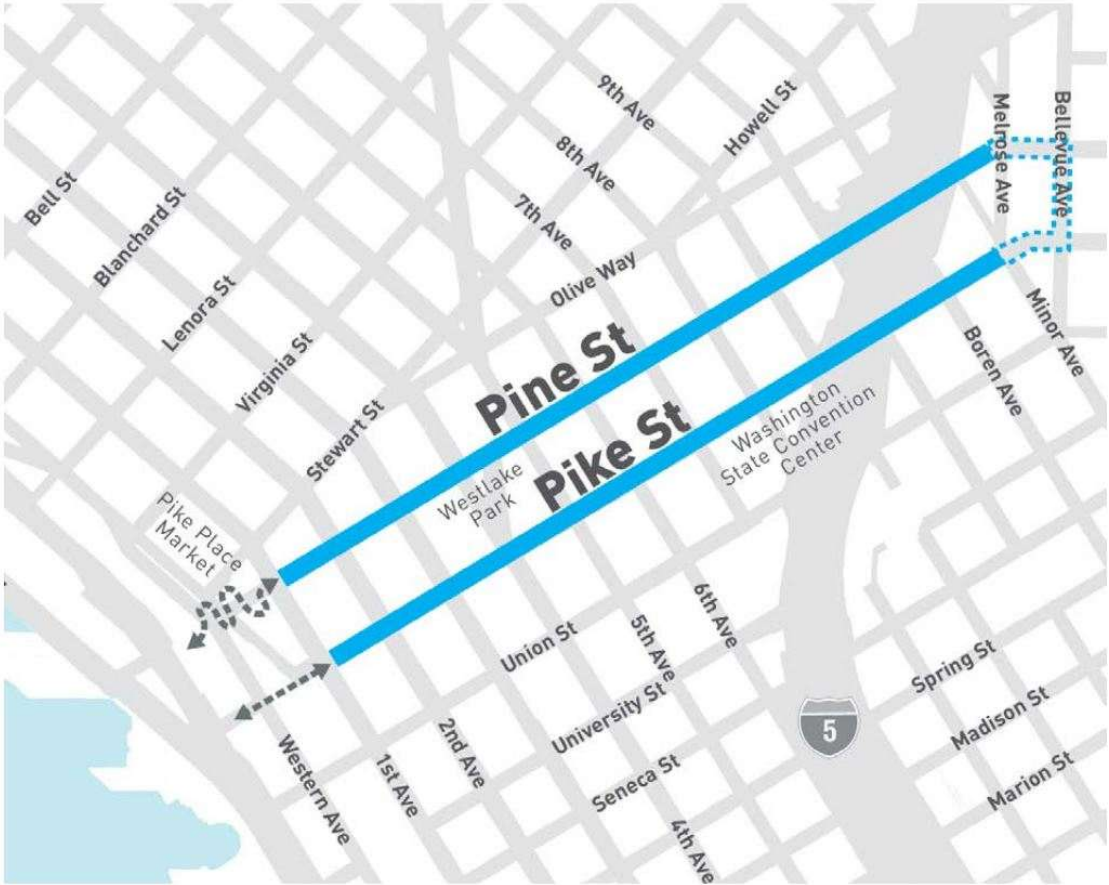 9th Ave
Howell St
8th Ave
Melrose Ave
Bellevue Ave
Bell St
Blanchard St
7th Ave
Lenora St
Olive Way
Virginia St
Minor Ave
Boren Ave
Pine St
Stewart St
Pike St
Washington
State Convention
Center
Westlake
Park
Pike Place
Market
6th Ave
5th Ave
Union St
Spring St
University St
5
Madison St
2nd Ave
Western Ave
1st Ave
Seneca St
Marion St
4th Ave